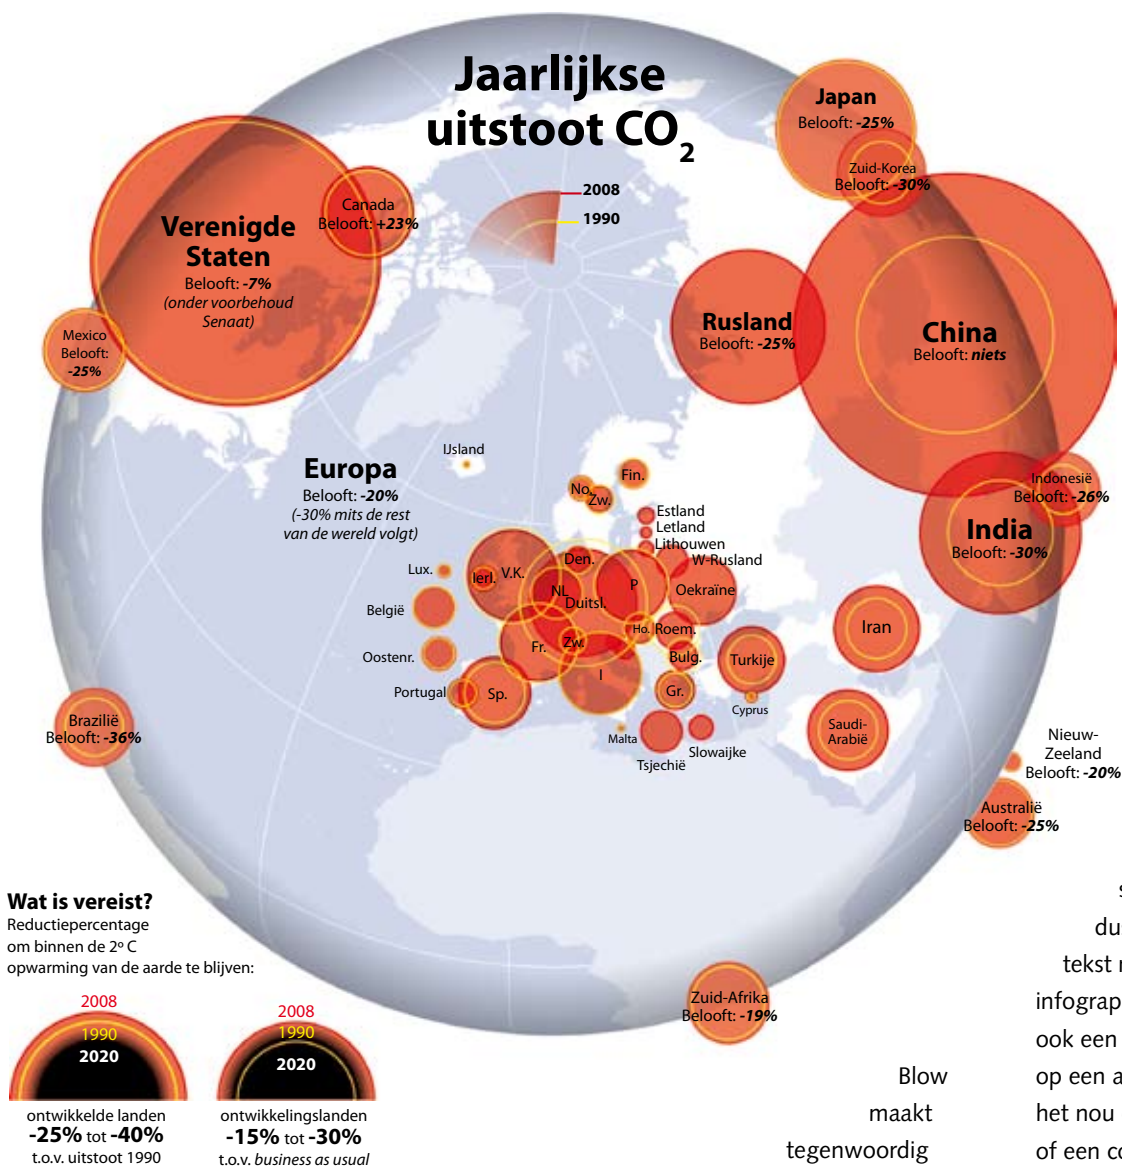 Jaarlijkse
uitstoot CO2
2008
1990
Japan
Belooft: -25%
Zuid-Korea
Belooft: -30%
Canada
Belooft: +23%
Verenigde
Staten
Belooft: -7%
(onder voorbehoud
Senaat)
Mexico
Belooft:
-25%
Rusland
Belooft: -25%
China
Belooft: niets
IJsland
Europa
Belooft: -20%
(-30% mits de rest
van de wereld volgt)
Fin.
No.
Zw.
Estland
Letland
Lithouwen
W-Rusland
Indonesië
Belooft: -26%
India
Belooft: -30%
Lux.
Ierl.
V.K.
Den.
NL
Duitsl.
P
Oekraïne
België
Oostenr.
Fr.
Zw.
Ho.
Roem.
Bulg.
Iran
Turkije
Portugal
Sp.
I
Gr.
Cyprus
Malta
Tsjechië
Slowaijke
Saudi-
Arabië
Brazilië
Belooft: -36%
Nieuw-
Zeeland
Belooft: -20%
Australië
Belooft: -25%
Zuid-Afrika
Belooft: -19%
Wat is vereist?
Reductiepercentage
om binnen de 2º C
opwarming van de aarde te blijven:
2008
1990
2020
ontwikkelde landen
-25% tot -40%
t.o.v. uitstoot 1990
2008
1990
2020
ontwikkelingslanden
-15% tot -30%
t.o.v. business as usual
Blow
maakt
tegenwoordig
s
dus
tekst
infograp
ook een
op een a
het nou
of een co